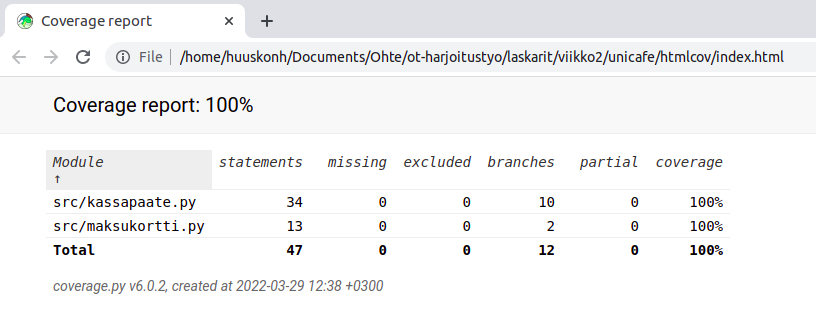 Coverage report
File /home/huuskonh/Documents/Ohte/ot-harjoitustyo/laskarit/viikko2/unicafe/htmlcov/index.html
Coverage report: 100%
Module ↑ statements missing excluded branches partial coverage
src/kassapaate.py 34 0 0 10 0 100%
src/maksukortti.py 13 0 0 2 0 100%
Total 47 0 0 12 0 100%
coverage.py v6.0.2, created at 2022-03-29 12:38 +0300